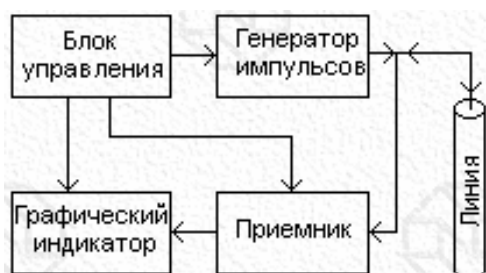 Блок
управления
Генератор
импульсов
Графический
индикатор
Приемник
Линия